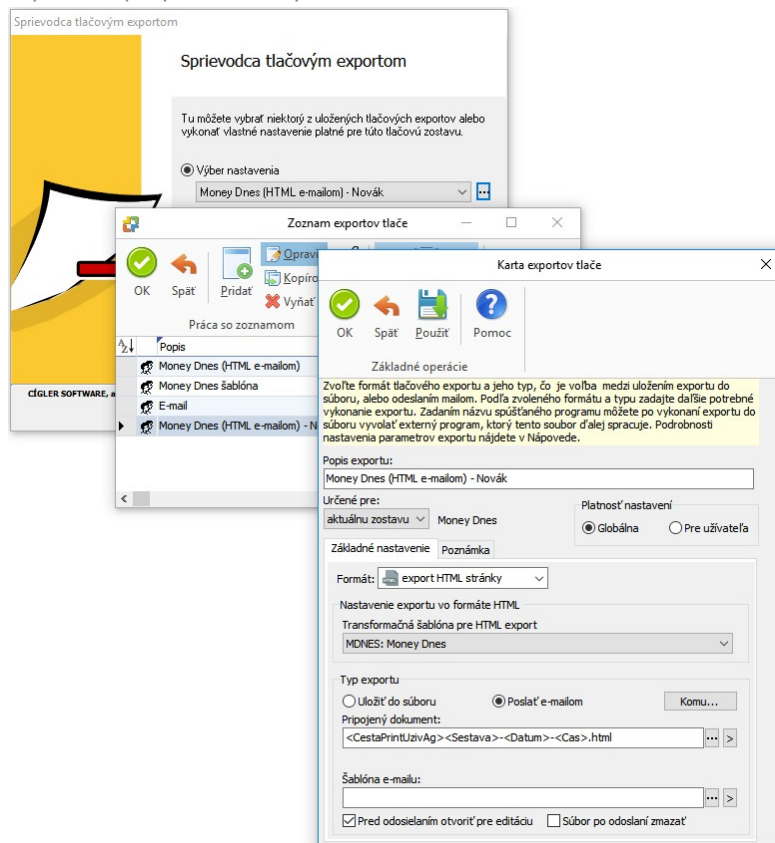 Sprievodca tlačovým exportom
Sprievodca tlačovým exportom
Tu môžete vybrať niektorý z uložených tlačových exportov alebo
vykonať vlastné nastavenie platné pre túto tlačovú zostavu.
Výber nastavenia
Money Dnes (HTML e-mailom) - Novák
CÍGLER SOFTWARE, a
Zoznam exportov tlače
OK
Späť
Pridať
Opravi
Kopíro
Vyňať
Práca so zoznamom
Popis
Money Dnes (HTML e-mailom)
Money Dnes šablóna
E-mail
Money Dnes (HTML e-mailom) - N
Karta exportov tlače
OK Späť Použiť Pomoc
Základné operácie
Zvoľte formát tlačového exportu a jeho typ, čo je voľba medzi uložením exportu do
súboru, alebo odeslaním mailom. Podľa zvoleného formátu a typu zadajte ďalšie potrebné
vykonanie exportu. Zadaním názvu spúšťaného programu môžete po vykonaní exportu do
súboru vyvolať externý program, ktorý tento soubor ďalej spracuje. Podrobnosti
nastavenia parametrov exportu nájdete v Nápovede.
Popis exportu:
Money Dnes (HTML e-mailom) - Novák
Určené pre:
aktuálnu zostavu Money Dnes
Platnosť nastavení
Globálna Pre užívateľa
Základné nastavenie Poznámka
Formát: export HTML stránky
Nastavenie exportu vo formáte HTML
Transformačná šablóna pre HTML export
MDNES: Money Dnes
Typ exportu
Uložiť do súboru Poslať e-mailom Komu...
Pripojený dokument:
<CestaPrintUzivAg><Sestava>-<Datum>-<Cas>.html
Šablóna e-mailu:
Pred odosielaním otvoriť pre editáciu Súbor po odoslaní zmazať